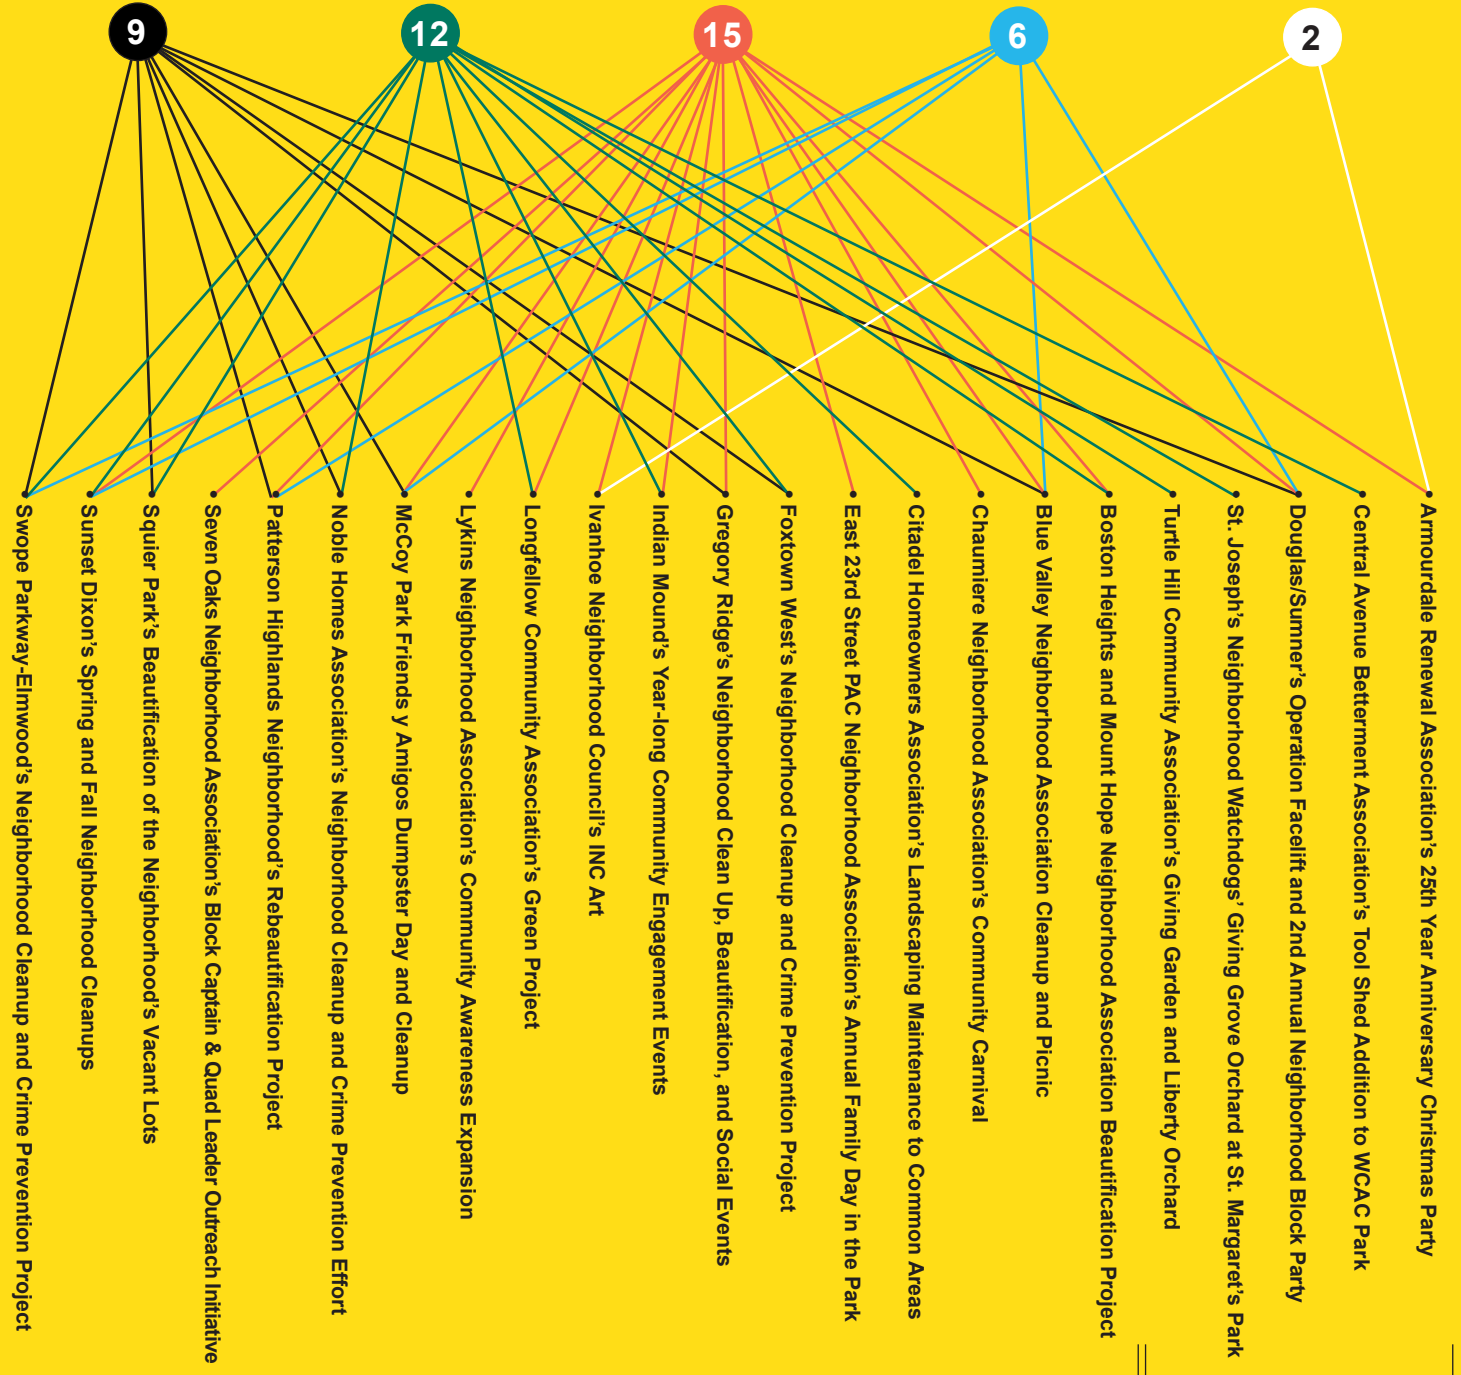 9
12
15
6
2
Swope Parkway-Elmwood’s Neighborhood Cleanup and Crime Prevention Project
Sunset Dixon’s Spring and Fall Neighborhood Cleanups
Squier Park’s Beautification of the Neighborhood’s Vacant Lots
Seven Oaks Neighborhood Association’s Block Captain & Quad Leader Outreach Initiative
Patterson Highlands Neighborhood’s Rebeautification Project
Noble Homes Association’s Neighborhood Cleanup and Crime Prevention Effort
McCoy Park Friends y Amigos Dumpster Day and Cleanup
Lykins Neighborhood Association’s Community Awareness Expansion
Longfellow Community Association’s Green Project
Ivanhoe Neighborhood Council’s INC Art
Indian Mound’s Year-long Community Engagement Events
Gregory Ridge’s Neighborhood Clean Up, Beautification, and Social Events
Foxtown West’s Neighborhood Cleanup and Crime Prevention Project
East 23rd Street PAC Neighborhood Association’s Annual Family Day in the Park
Citadel Homeowners Association’s Landscaping Maintenance to Common Areas
Chaumiere Neighborhood Association’s Community Carnival
Blue Valley Neighborhood Association Cleanup and Picnic
Boston Heights and Mount Hope Neighborhood Association Beautification Project
Turtle Hill Community Association’s Giving Garden and Liberty Orchard
St. Joseph’s Neighborhood Watchdogs’ Giving Grove Orchard at St. Margaret’s Park
Douglas/Sumner’s Operation Facelift and 2nd Annual Neighborhood Block Party
Central Avenue Betterment Association’s Tool Shed Addition to WCAC Park
Armourdale Renewal Association’s 25th Year Anniversary Christmas Party